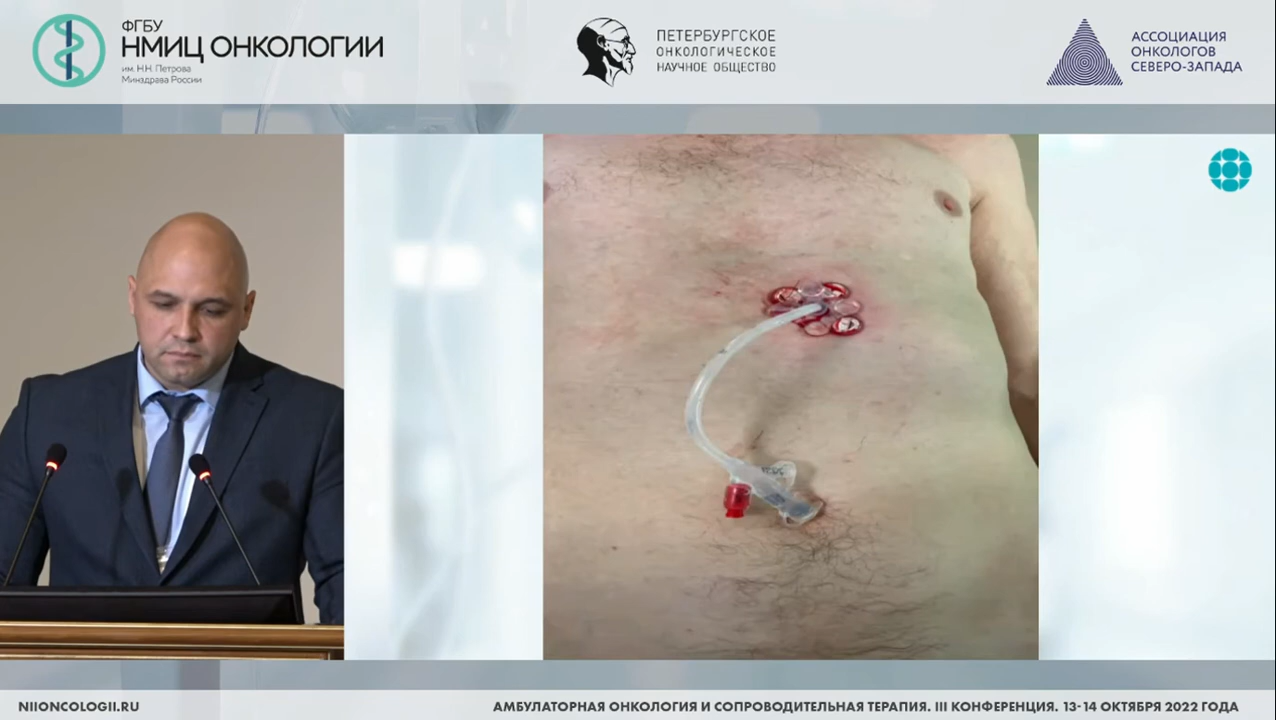 ФГБУ
НМИЦ ОНКОЛОГИИ
им. Н.Н. Петрова
Минздрава России
ПЕТЕРБУРГСКОЕ
ОНКОЛОГИЧЕСКОЕ
НАУЧНОЕ ОБЩЕСТВО
АССОЦИАЦИЯ
ОНКОЛОГОВ
СЕВЕРО-ЗАПАДА
NIIONCOLOGII.RU
АМБУЛАТОРНАЯ ОНКОЛОГИЯ И СОПРОВОДИТЕЛЬНАЯ ТЕРАПИЯ. III КОНФЕРЕНЦИЯ. 13-14 ОКТЯБРЯ 2022 ГОДА